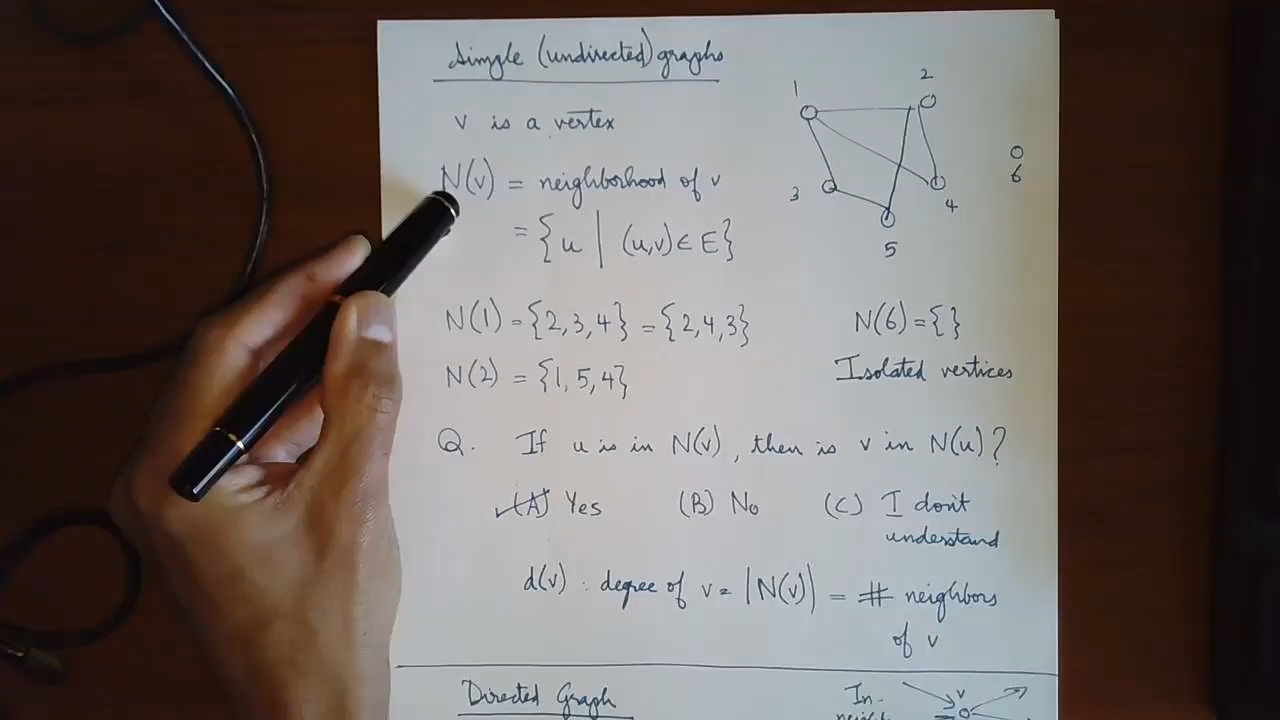 Simple (undirected) graphs
1
2
3
4
5
6
v is a vertex
N(v) = neighborhood of v
= {u | (u,v) ∈ E}
N(1) = {2,3,4} = {2,4,3}
N(6) = { }
N(2) = {1,5,4}
Isolated vertices
Q. If u is in N(v), then is v in N(u)?
✓(A) Yes (B) No (C) I don't
understand
d(v) : degree of v = |N(v)| = # neighbors
of v
Directed Graph
In-
v